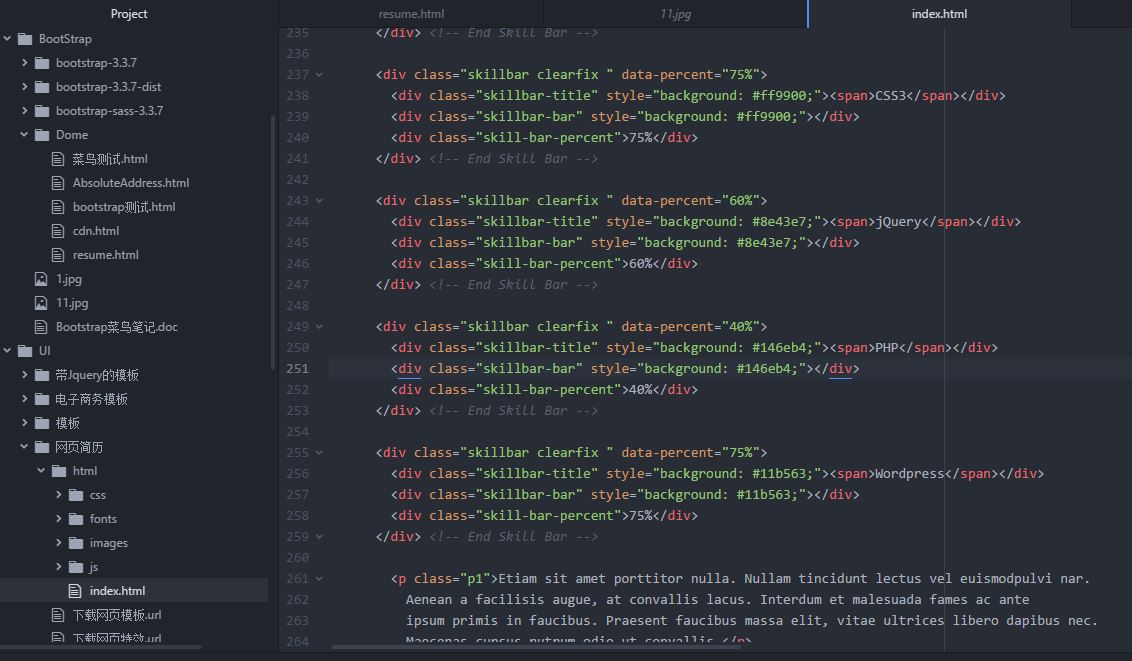 Project
BootStrap
bootstrap-3.3.7
bootstrap-3.3.7-dist
bootstrap-sass-3.3.7
Dome
菜鸟测试.html
AbsoluteAddress.html
bootstrap测试.html
cdn.html
resume.html
1.jpg
11.jpg
Bootstrap菜鸟笔记.doc
UI
带Jquery的模板
电子商务模板
模板
网页简历
html
css
fonts
images
js
index.html
下载网页模板.url
下载网页特效.url
resume.html
11.jpg
index.html
235 </div> <!-- End Skill Bar -->
236
237 <div class="skillbar clearfix " data-percent="75%">
238 <div class="skillbar-title" style="background: #ff9900;"><span>CSS3</span></div>
239 <div class="skillbar-bar" style="background: #ff9900;"></div>
240 <div class="skill-bar-percent">75%</div>
241 </div> <!-- End Skill Bar -->
242
243 <div class="skillbar clearfix " data-percent="60%">
244 <div class="skillbar-title" style="background: #8e43e7;"><span>jQuery</span></div>
245 <div class="skillbar-bar" style="background: #8e43e7;"></div>
246 <div class="skill-bar-percent">60%</div>
247 </div> <!-- End Skill Bar -->
248
249 <div class="skillbar clearfix " data-percent="40%">
250 <div class="skillbar-title" style="background: #146eb4;"><span>PHP</span></div>
251 <div class="skillbar-bar" style="background: #146eb4;"></div>
252 <div class="skill-bar-percent">40%</div>
253 </div> <!-- End Skill Bar -->
254
255 <div class="skillbar clearfix " data-percent="75%">
256 <div class="skillbar-title" style="background: #11b563;"><span>Wordpress</span></div>
257 <div class="skillbar-bar" style="background: #11b563;"></div>
258 <div class="skill-bar-percent">75%</div>
259 </div> <!-- End Skill Bar -->
260
261 <p class="p1">Etiam sit amet porttitor nulla. Nullam tincidunt lectus vel euismodpulvi nar.
262 Aenean a facilisis augue, at convallis lacus. Interdum et malesuada fames ac ante
263 ipsum primis in faucibus. Praesent faucibus massa elit, vitae ultrices libero dapibus nec.
264 Maecenas cursus rutrum odio ut convallis.</p>